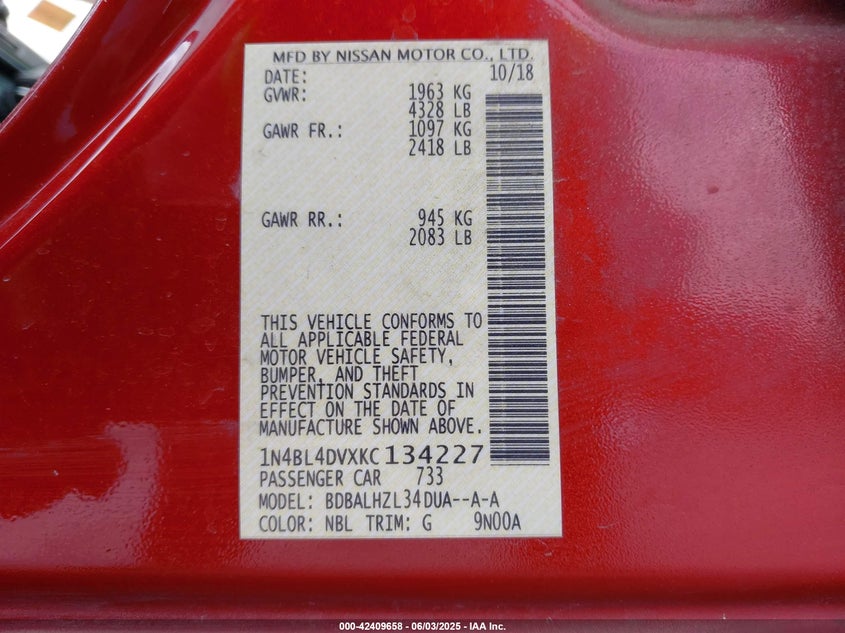 MFD BY NISSAN MOTOR CO., LTD.
DATE: 10/18
GVWR: 1963 KG
4328 LB
GAWR FR.: 1097 KG
2418 LB
GAWR RR.: 945 KG
2083 LB
THIS VEHICLE CONFORMS TO
ALL APPLICABLE FEDERAL
MOTOR VEHICLE SAFETY,
BUMPER, AND THEFT
PREVENTION STANDARDS IN
EFFECT ON THE DATE OF
MANUFACTURE SHOWN ABOVE.
1N4BL4DVXKC134227
PASSENGER CAR 733
MODEL: BDBALHZL34DUA--A-A
COLOR: NBL TRIM: G 9N00A
000-42409658 - 06/03/2025 - IAA Inc.